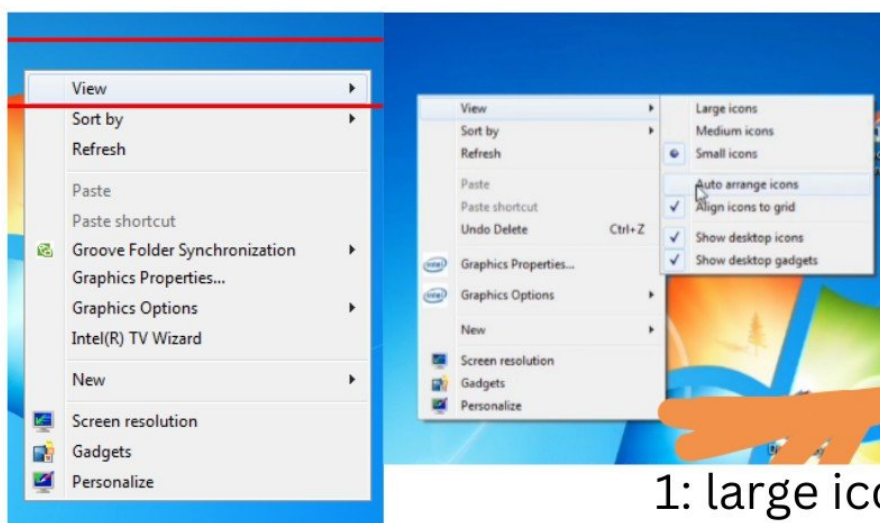 View
Sort by
Refresh
Paste
Paste shortcut
Groove Folder Synchronization
Graphics Properties...
Graphics Options
Intel(R) TV Wizard
New
Screen resolution
Gadgets
Personalize
View
Sort by
Refresh
Paste
Paste shortcut
Undo Delete Ctrl+Z
intel Graphics Properties...
intel Graphics Options
New
Screen resolution
Gadgets
Personalize
Large icons
Medium icons
Small icons
Auto arrange icons
Align icons to grid
Show desktop icons
Show desktop gadgets
1: large ico